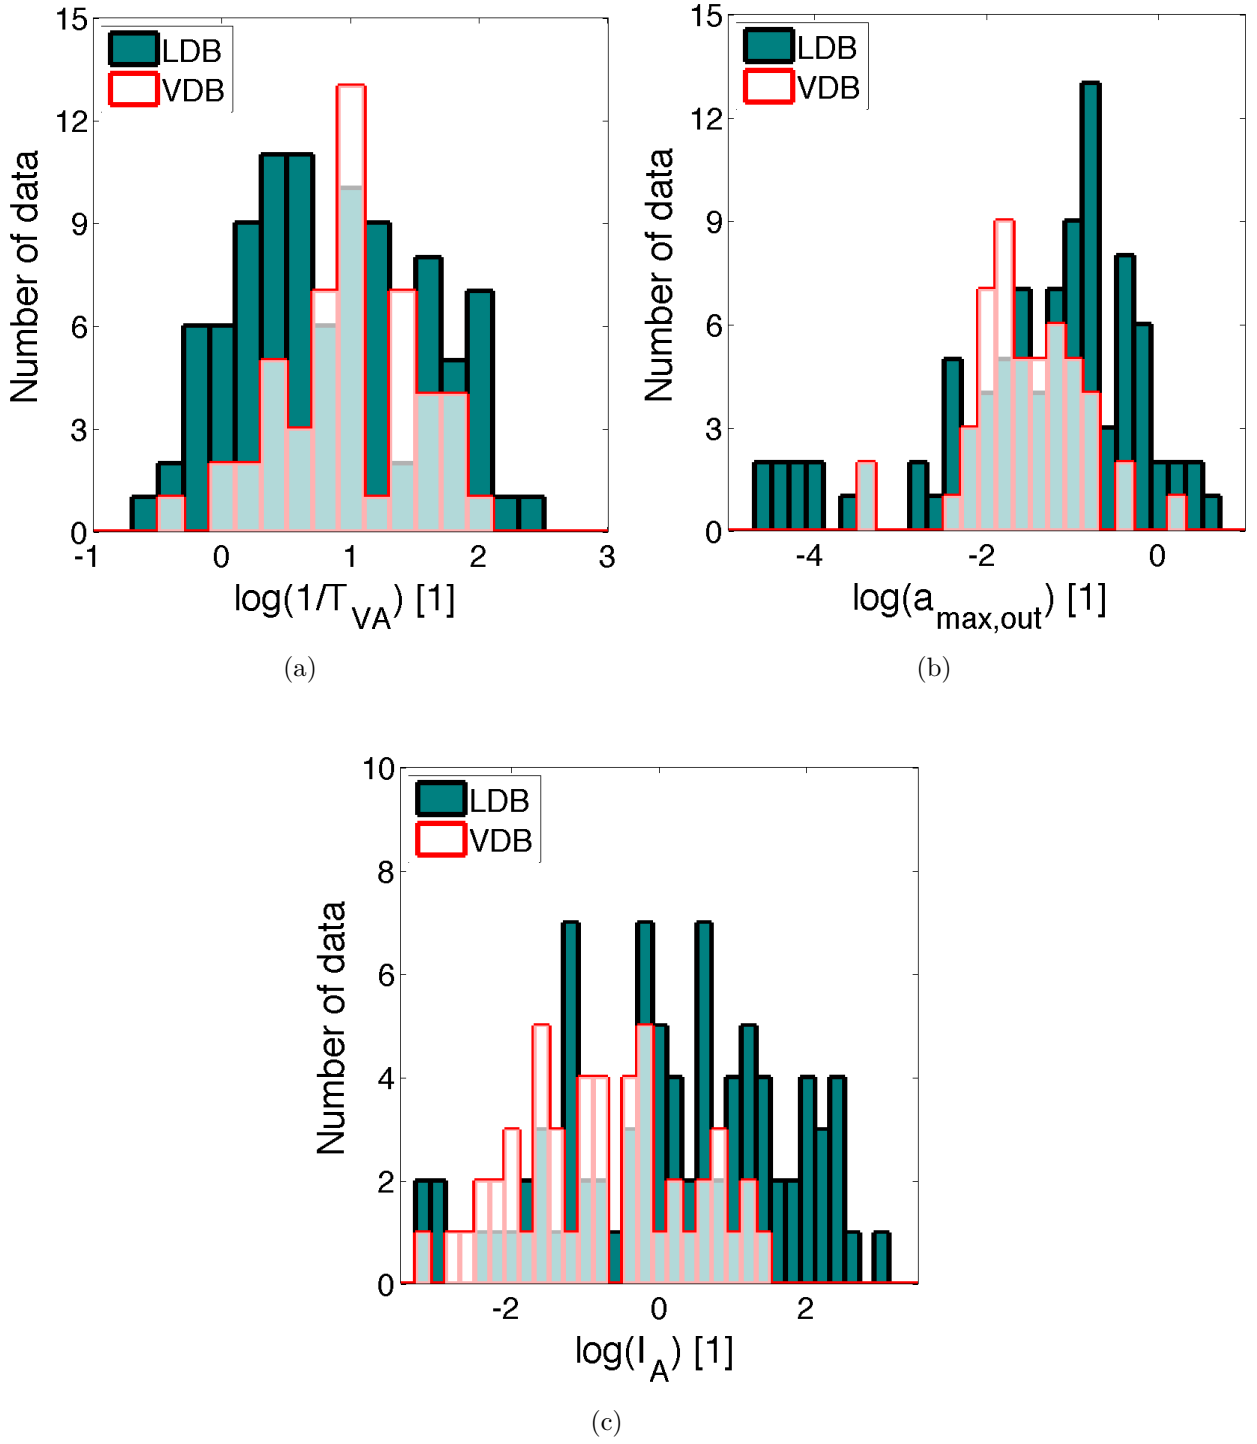 15
12
9
6
3
0
Number of data
LDB
VDB
-1
0
1
2
3
log(1/T_VA) [1]
(a)
15
12
9
6
3
0
Number of data
LDB
VDB
-4
-2
0
log(a_max,out) [1]
(b)
10
8
6
4
2
0
Number of data
LDB
VDB
-2
0
2
log(I_A) [1]
(c)